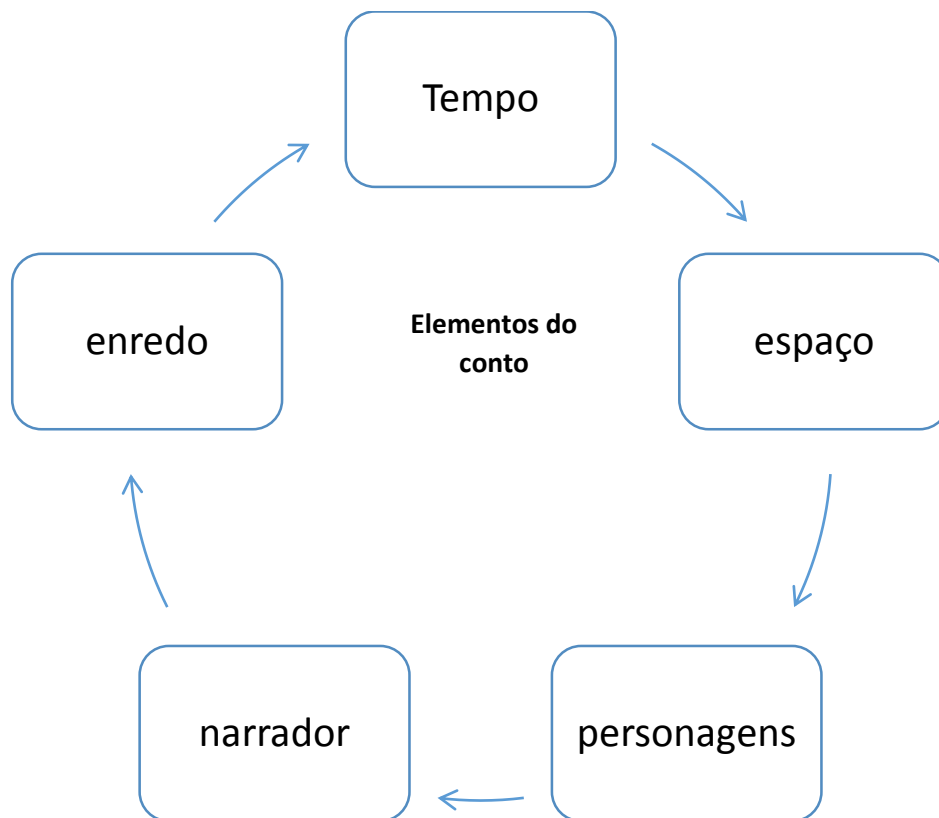 Tempo
enredo
Elementos do
conto
espaço
narrador
personagens